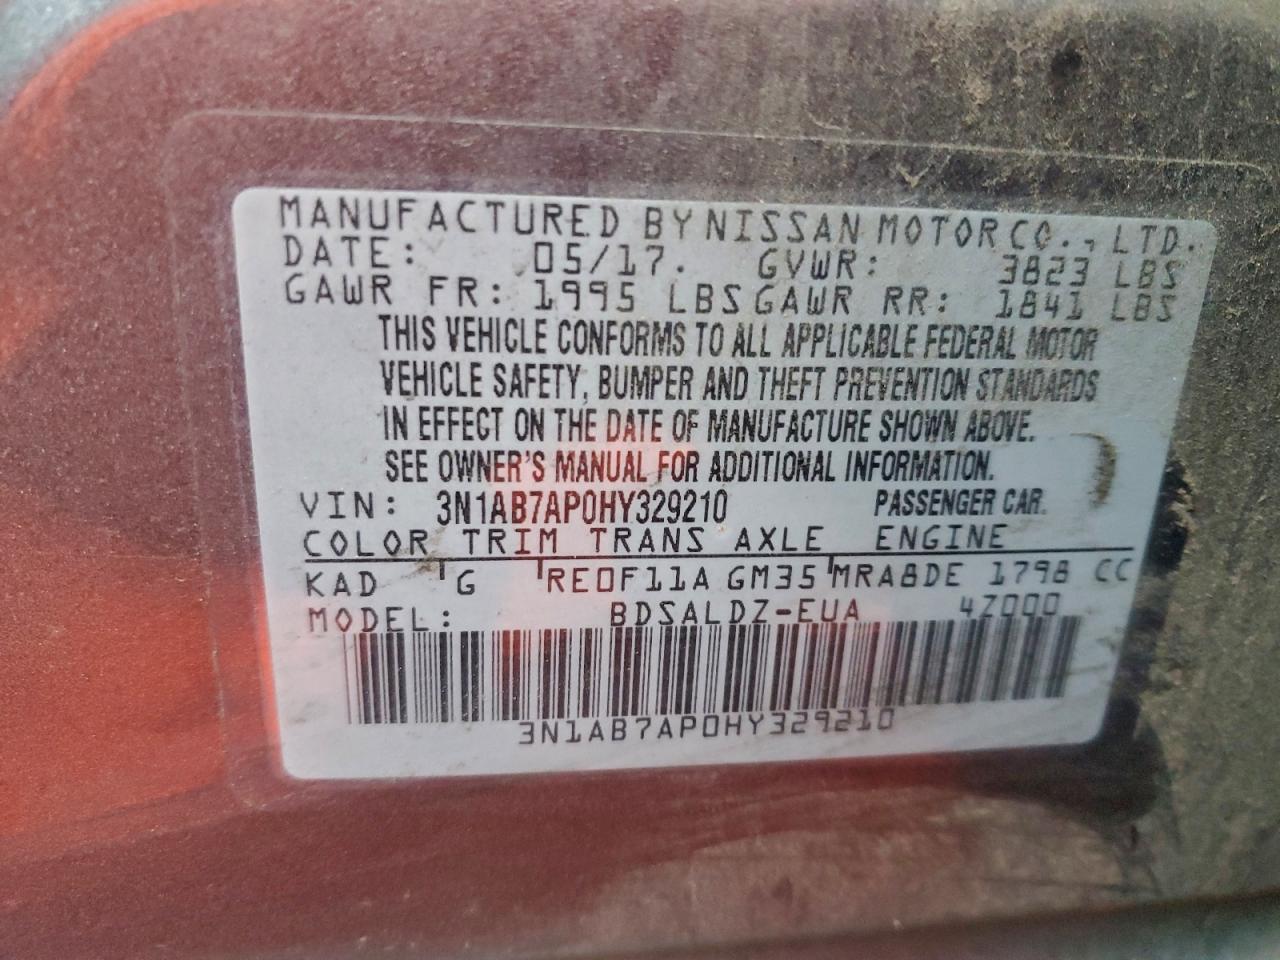 MANUFACTURED BY NISSAN MOTOR CO., LTD.
DATE: 05/17. GVWR: 3823 LBS
GAWR FR: 1995 LBS GAWR RR: 1841 LBS
THIS VEHICLE CONFORMS TO ALL APPLICABLE FEDERAL MOTOR
VEHICLE SAFETY, BUMPER AND THEFT PREVENTION STANDARDS
IN EFFECT ON THE DATE OF MANUFACTURE SHOWN ABOVE.
SEE OWNER'S MANUAL FOR ADDITIONAL INFORMATION.
VIN: 3N1AB7AP0HY329210 PASSENGER CAR.
COLOR TRIM TRANS AXLE ENGINE
KAD G RE0F11A GM35 MRA8DE 1798 CC
MODEL: BDSALDZ-EUA 4Z000
3N1AB7AP0HY329210